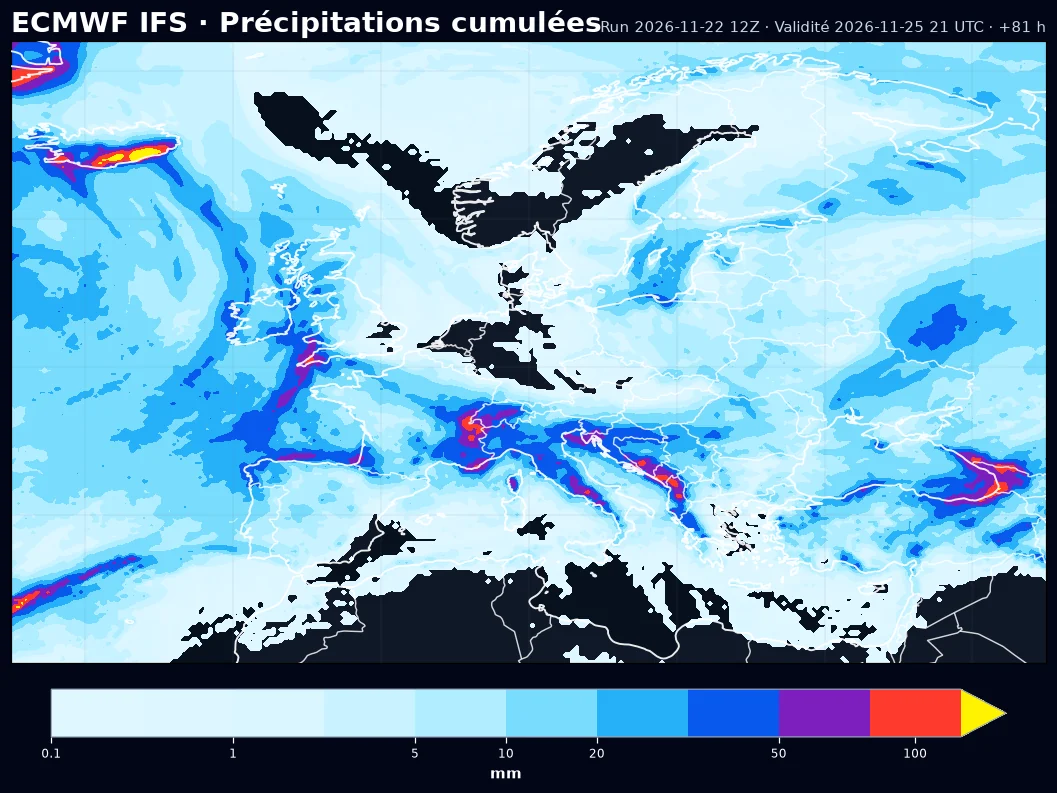 ECMWF IFS · Précipitations cumulées
Run 2026-11-22 12Z · Validité 2026-11-25 21 UTC · +81 h
0.1 1 5 10 20 50 100
mm